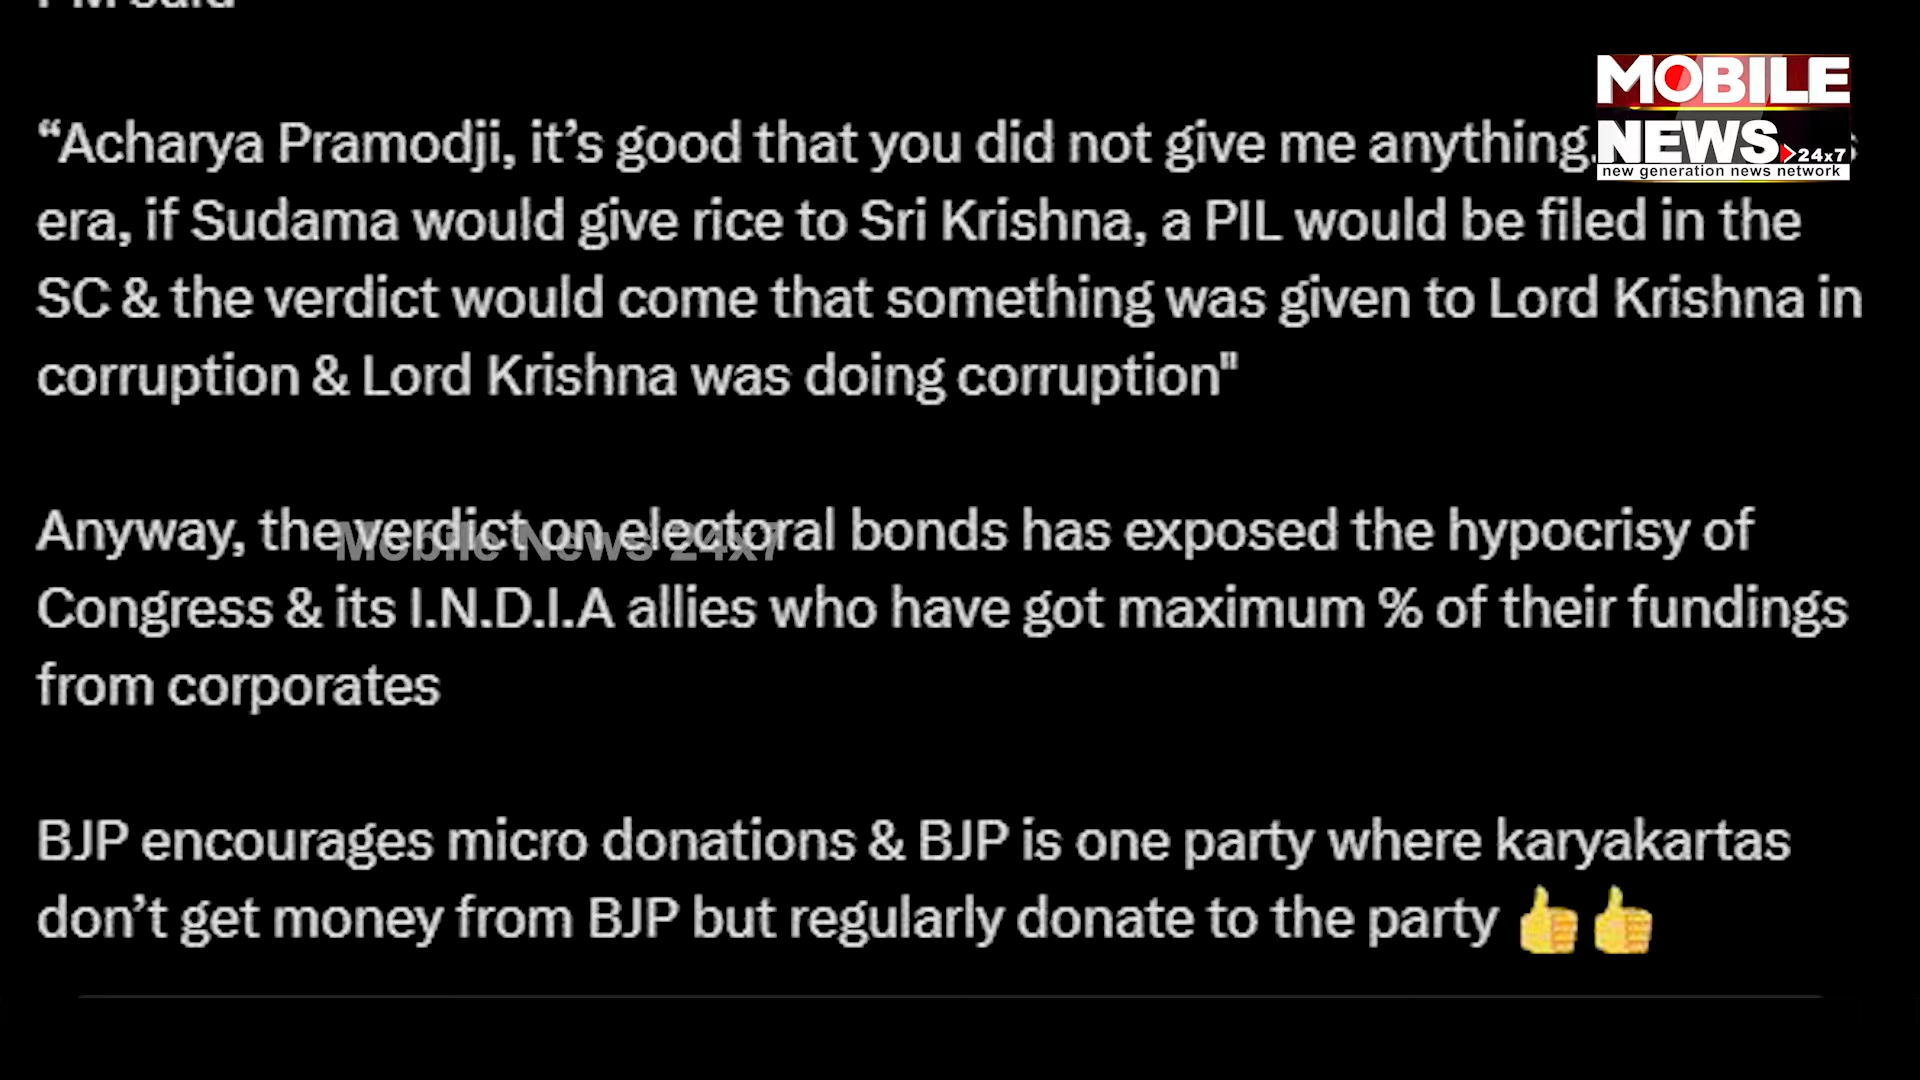 PM said
MOBILE
NEWS 24x7
new generation news network
“Acharya Pramodji, it’s good that you did not give me anything.
era, if Sudama would give rice to Sri Krishna, a PIL would be filed in the
SC & the verdict would come that something was given to Lord Krishna in
corruption & Lord Krishna was doing corruption"
Anyway, the verdict on electoral bonds has exposed the hypocrisy of
Mobile News 24x7
Congress & its I.N.D.I.A allies who have got maximum % of their fundings
from corporates
BJP encourages micro donations & BJP is one party where karyakartas
don’t get money from BJP but regularly donate to the party 👍👍